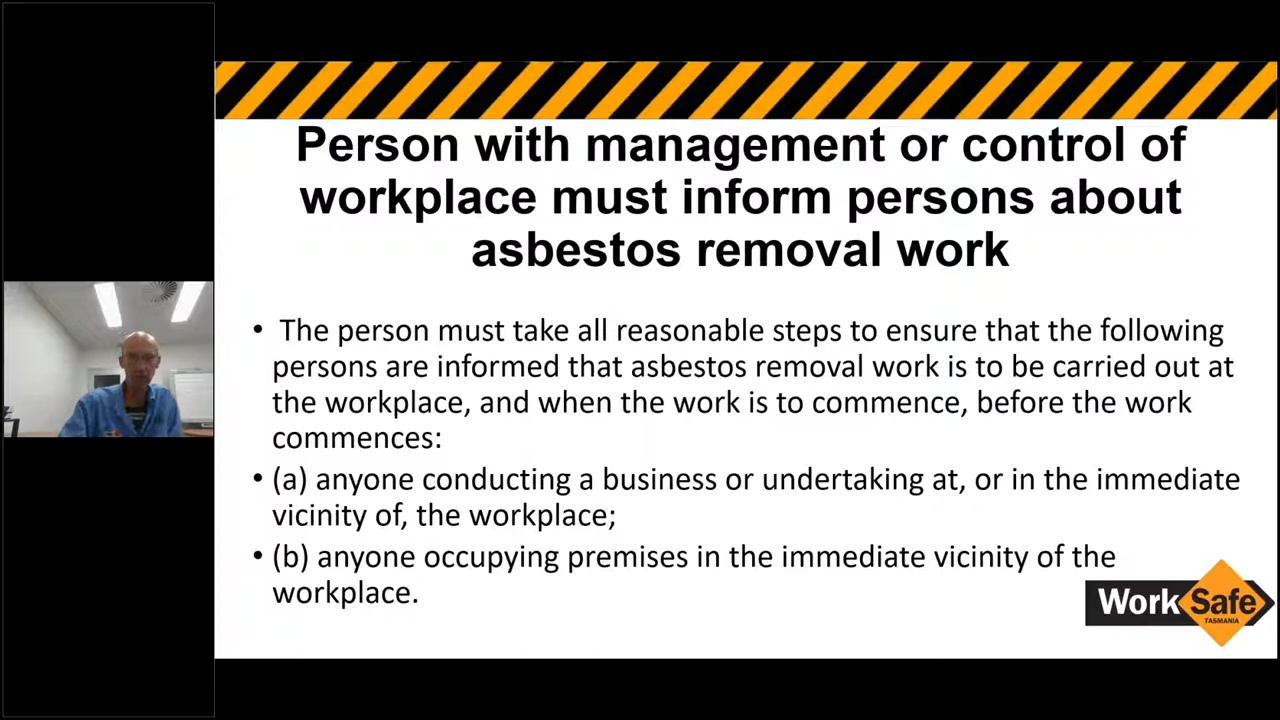 Person with management or control of
workplace must inform persons about
asbestos removal work
• The person must take all reasonable steps to ensure that the following
persons are informed that asbestos removal work is to be carried out at
the workplace, and when the work is to commence, before the work
commences:
• (a) anyone conducting a business or undertaking at, or in the immediate
vicinity of, the workplace;
• (b) anyone occupying premises in the immediate vicinity of the
workplace.
WorkSafe
TASMANIA